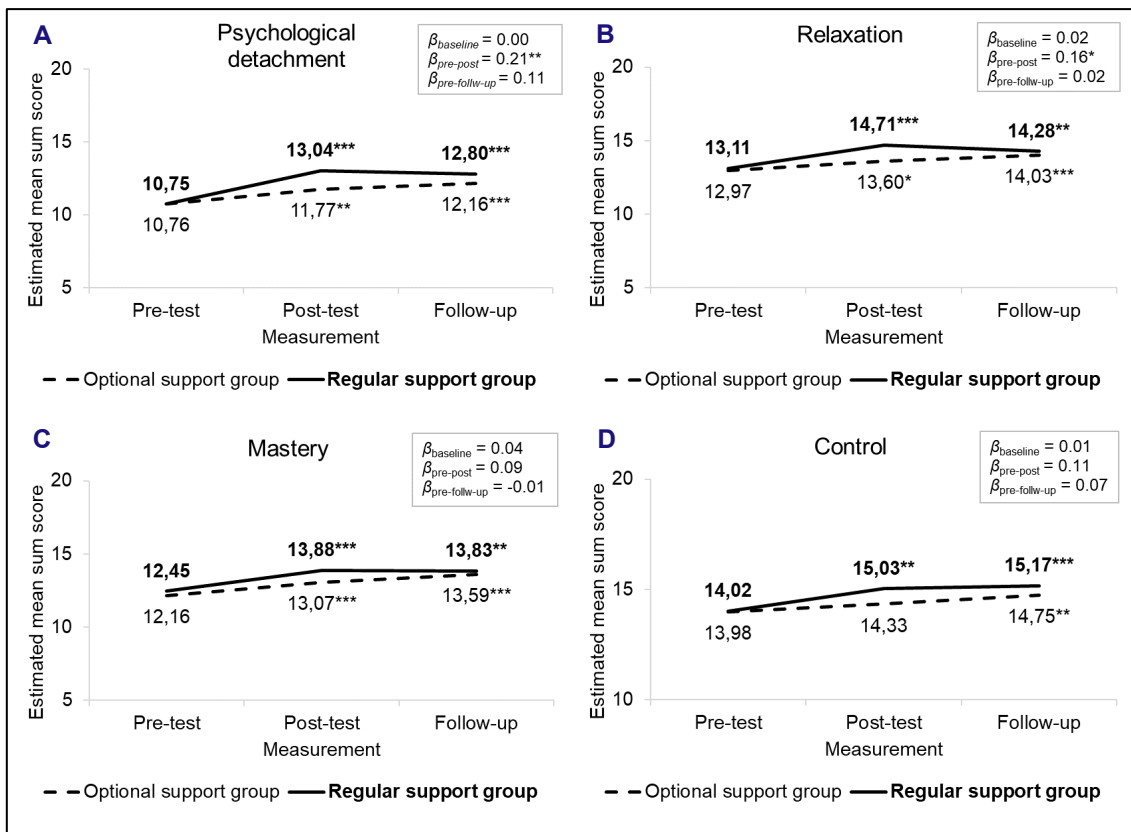 A
Psychological
detachment
βbaseline = 0.00
βpre-post = 0.21**
βpre-follw-up = 0.11
Estimated mean sum score
20
15
10
5
10,75
13,04***
12,80***
10,76
11,77**
12,16***
Pre-test
Post-test
Follow-up
Measurement
Optional support group
Regular support group
B
Relaxation
βbaseline = 0.02
βpre-post = 0.16*
βpre-follw-up = 0.02
Estimated mean sum score
20
15
10
5
13,11
14,71***
14,28**
12,97
13,60*
14,03***
Pre-test
Post-test
Follow-up
Measurement
Optional support group
Regular support group
C
Mastery
βbaseline = 0.04
βpre-post = 0.09
βpre-follw-up = -0.01
Estimated mean sum score
20
15
10
5
12,45
13,88***
13,83**
12,16
13,07***
13,59***
Pre-test
Post-test
Follow-up
Measurement
Optional support group
Regular support group
D
Control
βbaseline = 0.01
βpre-post = 0.11
βpre-follw-up = 0.07
Estimated mean sum score
20
15
10
14,02
15,03**
15,17***
13,98
14,33
14,75**
Pre-test
Post-test
Follow-up
Measurement
Optional support group
Regular support group